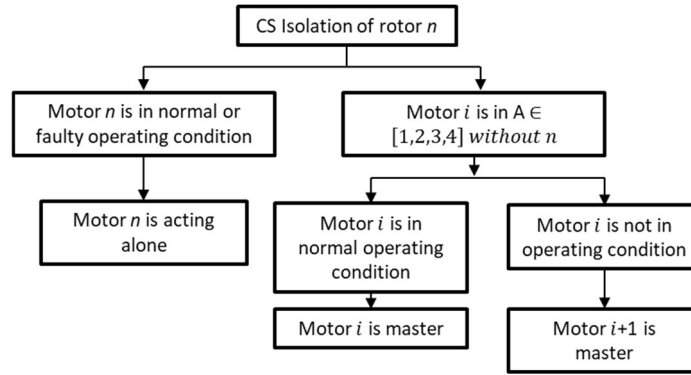 CS Isolation of rotor n
Motor n is in normal or
faulty operating condition
Motor i is in A ∈
[1,2,3,4] without n
Motor n is acting
alone
Motor i is in
normal operating
condition
Motor i is not in
operating condition
Motor i is master
Motor i+1 is
master